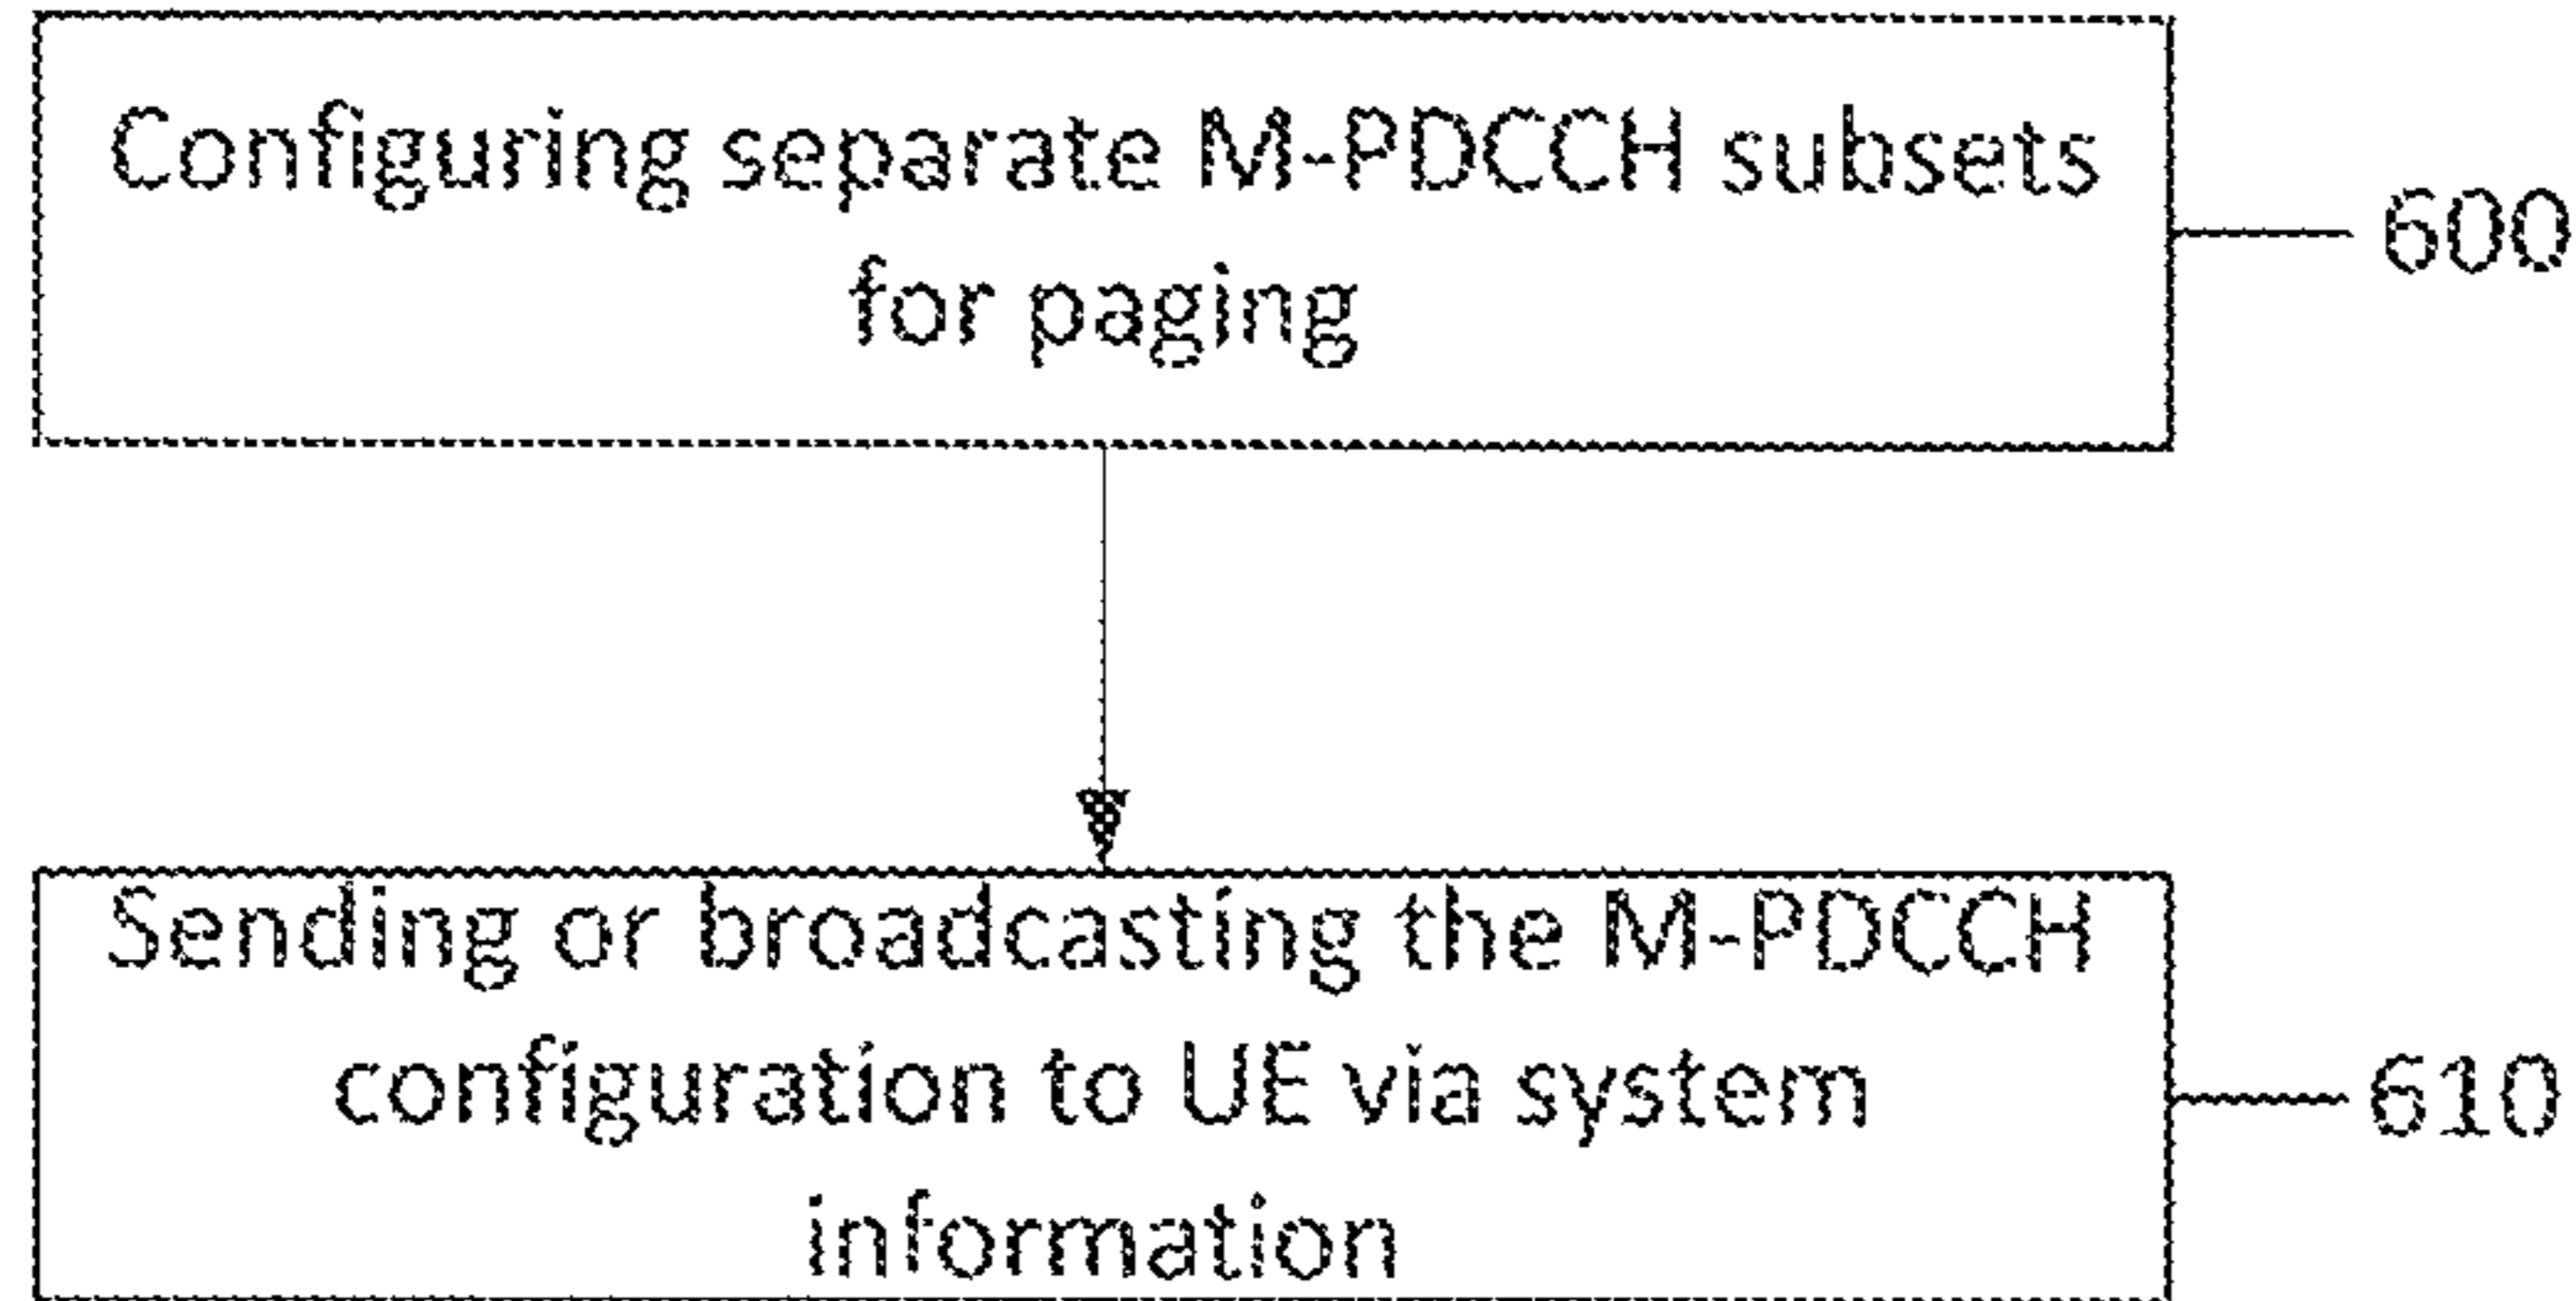 Configuring separate M-PDCCH subsets
for paging
600
Sending or broadcasting the M-PDCCH
configuration to UE via system
information
610